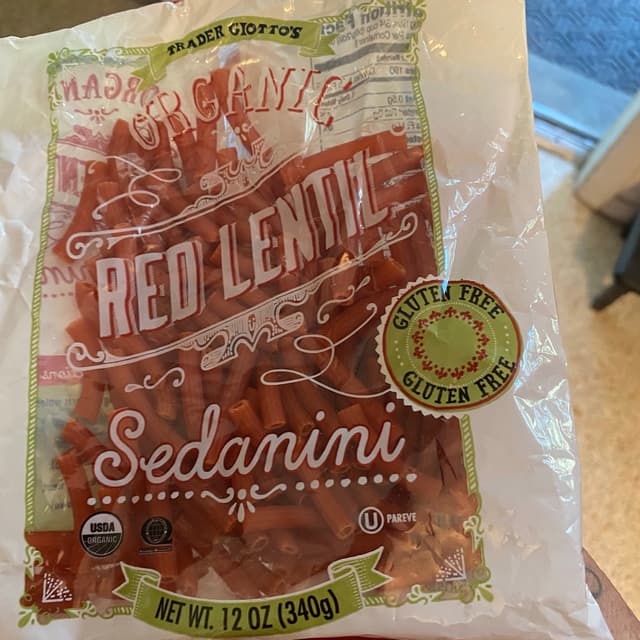 TRADER GIOTTO'S
ORGANIC
RED LENTIL
GLUTEN FREE
GLUTEN FREE
Sedanini
USDA
ORGANIC
U PAREVE
NET WT. 12 OZ (340g)